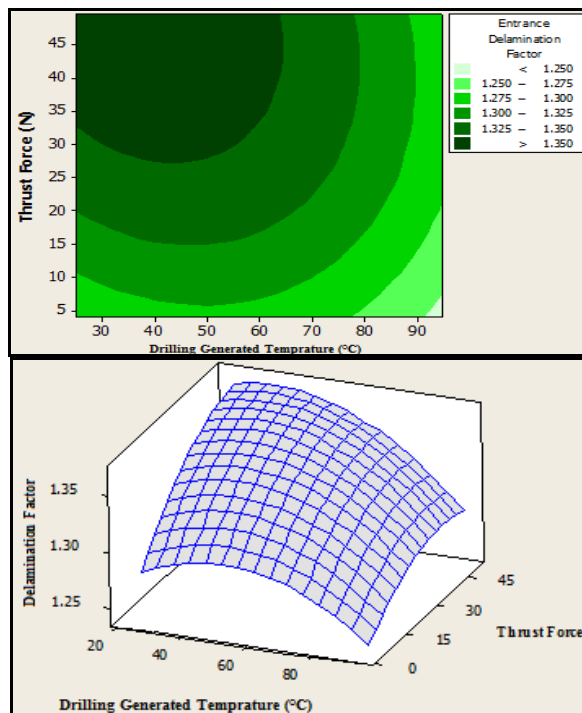 Entrance
Delamination
Factor
< 1.250
1.250 – 1.275
1.275 – 1.300
1.300 – 1.325
1.325 – 1.350
> 1.350
Thrust Force (N)
45
40
35
30
25
20
15
10
5
30 40 50 60 70 80 90
Drilling Generated Temprature (°C)
Delamination Factor
1.35
1.30
1.25
20 40 60 80
45
30
15
0
Thrust Force
Drilling Generated Temprature (°C)